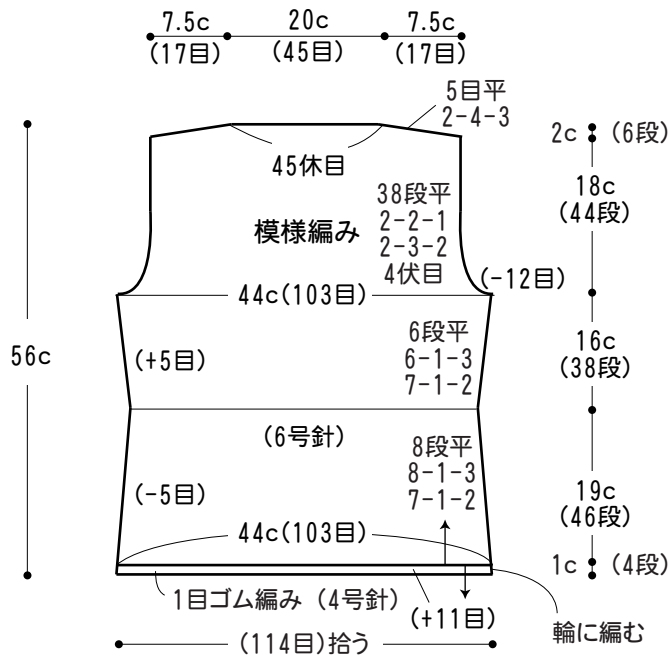 7.5c 20c 7.5c
(17目) (45目) (17目)
5目平
2-4-3
2c (6段)
45休目
18c
(44段)
38段平
2-2-1
2-3-2
4伏目
模様編み
(-12目)
44c(103目)
56c
(+5目)
6段平
6-1-3
7-1-2
16c
(38段)
(6号針)
8段平
8-1-3
7-1-2
(-5目)
19c
(46段)
44c(103目)
1c (4段)
1目ゴム編み (4号針)
(+11目)
輪に編む
(114目)拾う